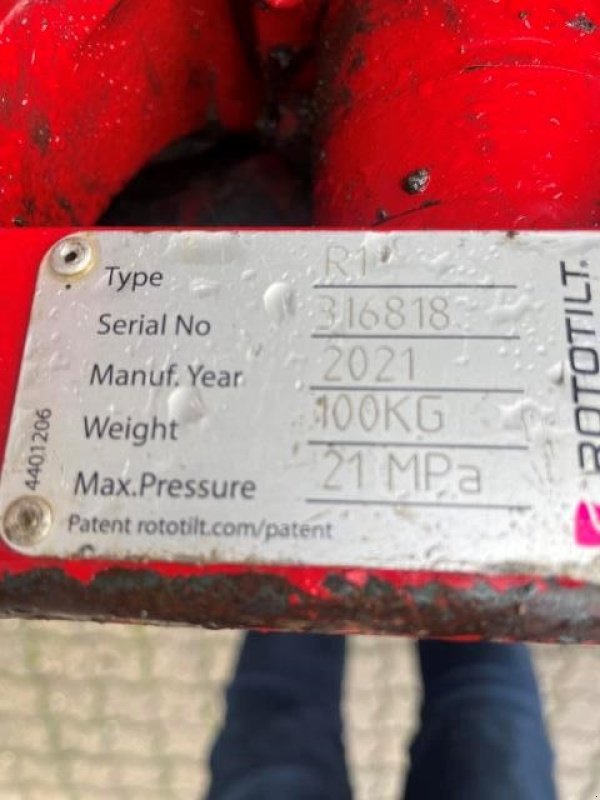 Type R1
Serial No 316818
Manuf. Year 2021
Weight 100KG
Max.Pressure 21 MPa
Patent rototilt.com/patent
4401206
ROTOTILT.